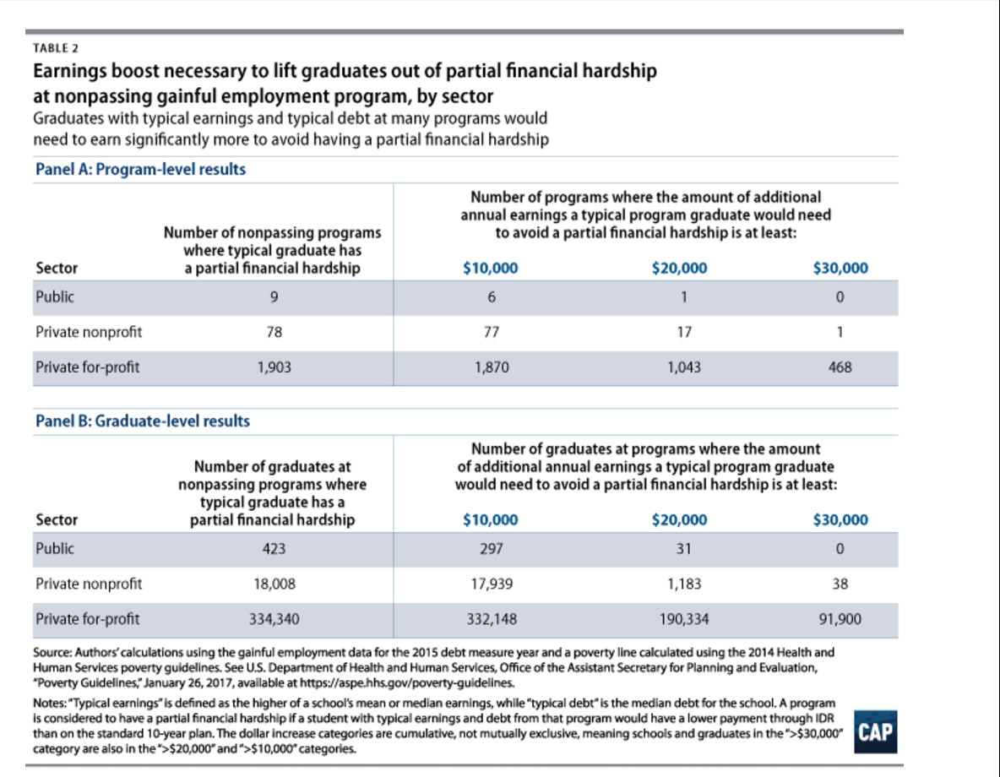 TABLE 2
Earnings boost necessary to lift graduates out of partial financial hardship
at nonpassing gainful employment program, by sector
Graduates with typical earnings and typical debt at many programs would
need to earn significantly more to avoid having a partial financial hardship
Panel A: Program-level results
Number of programs where the amount of additional
annual earnings a typical program graduate would need
to avoid a partial financial hardship is at least:
Number of nonpassing programs
where typical graduate has
a partial financial hardship
Sector $10,000 $20,000 $30,000
Public 9 6 1 0
Private nonprofit 78 77 17 1
Private for-profit 1,903 1,870 1,043 468
Panel B: Graduate-level results
Number of graduates at programs where the amount
of additional annual earnings a typical program graduate
would need to avoid a partial financial hardship is at least:
Number of graduates at
nonpassing programs where
typical graduate has a
partial financial hardship
Sector $10,000 $20,000 $30,000
Public 423 297 31 0
Private nonprofit 18,008 17,939 1,183 38
Private for-profit 334,340 332,148 190,334 91,900
Source: Authors' calculations using the gainful employment data for the 2015 debt measure year and a poverty line calculated using the 2014 Health and
Human Services poverty guidelines. See U.S. Department of Health and Human Services, Office of the Assistant Secretary for Planning and Evaluation,
"Poverty Guidelines," January 26, 2017, available at https://aspe.hhs.gov/poverty-guidelines.
Notes: "Typical earnings" is defined as the higher of a school's mean or median earnings, while "typical debt" is the median debt for the school. A program
is considered to have a partial financial hardship if a student with typical earnings and debt from that program would have a lower payment through IDR
than on the standard 10-year plan. The dollar increase categories are cumulative, not mutually exclusive, meaning schools and graduates in the ">$30,000"
category are also in the ">$20,000" and ">$10,000" categories.
CAP